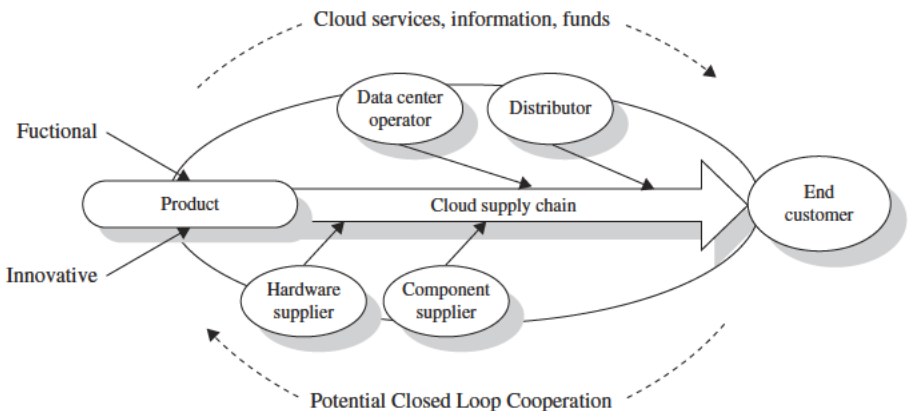 Cloud services, information, funds
Data center
operator
Distributor
Fuctional
Product
Cloud supply chain
End
customer
Innovative
Hardware
supplier
Component
supplier
Potential Closed Loop Cooperation